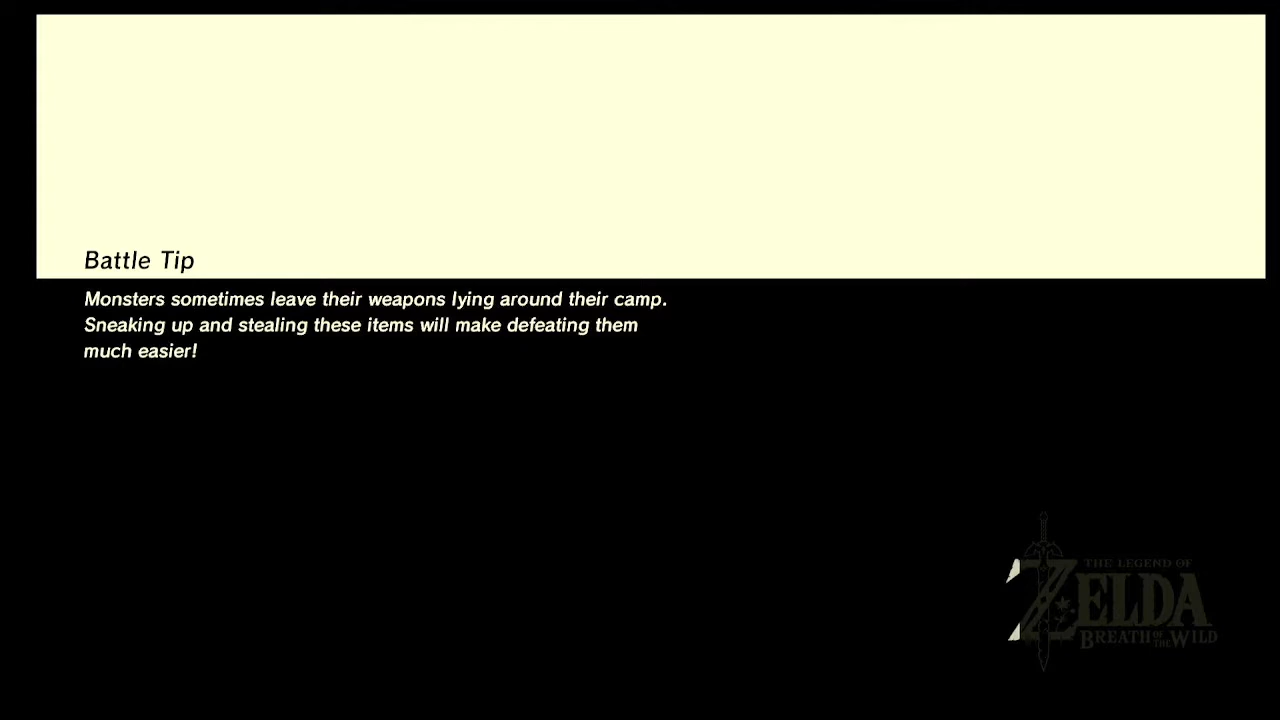 Battle Tip
Monsters sometimes leave their weapons lying around their camp.
Sneaking up and stealing these items will make defeating them
much easier!
THE LEGEND OF
ZELDA
BREATH OF THE WILD